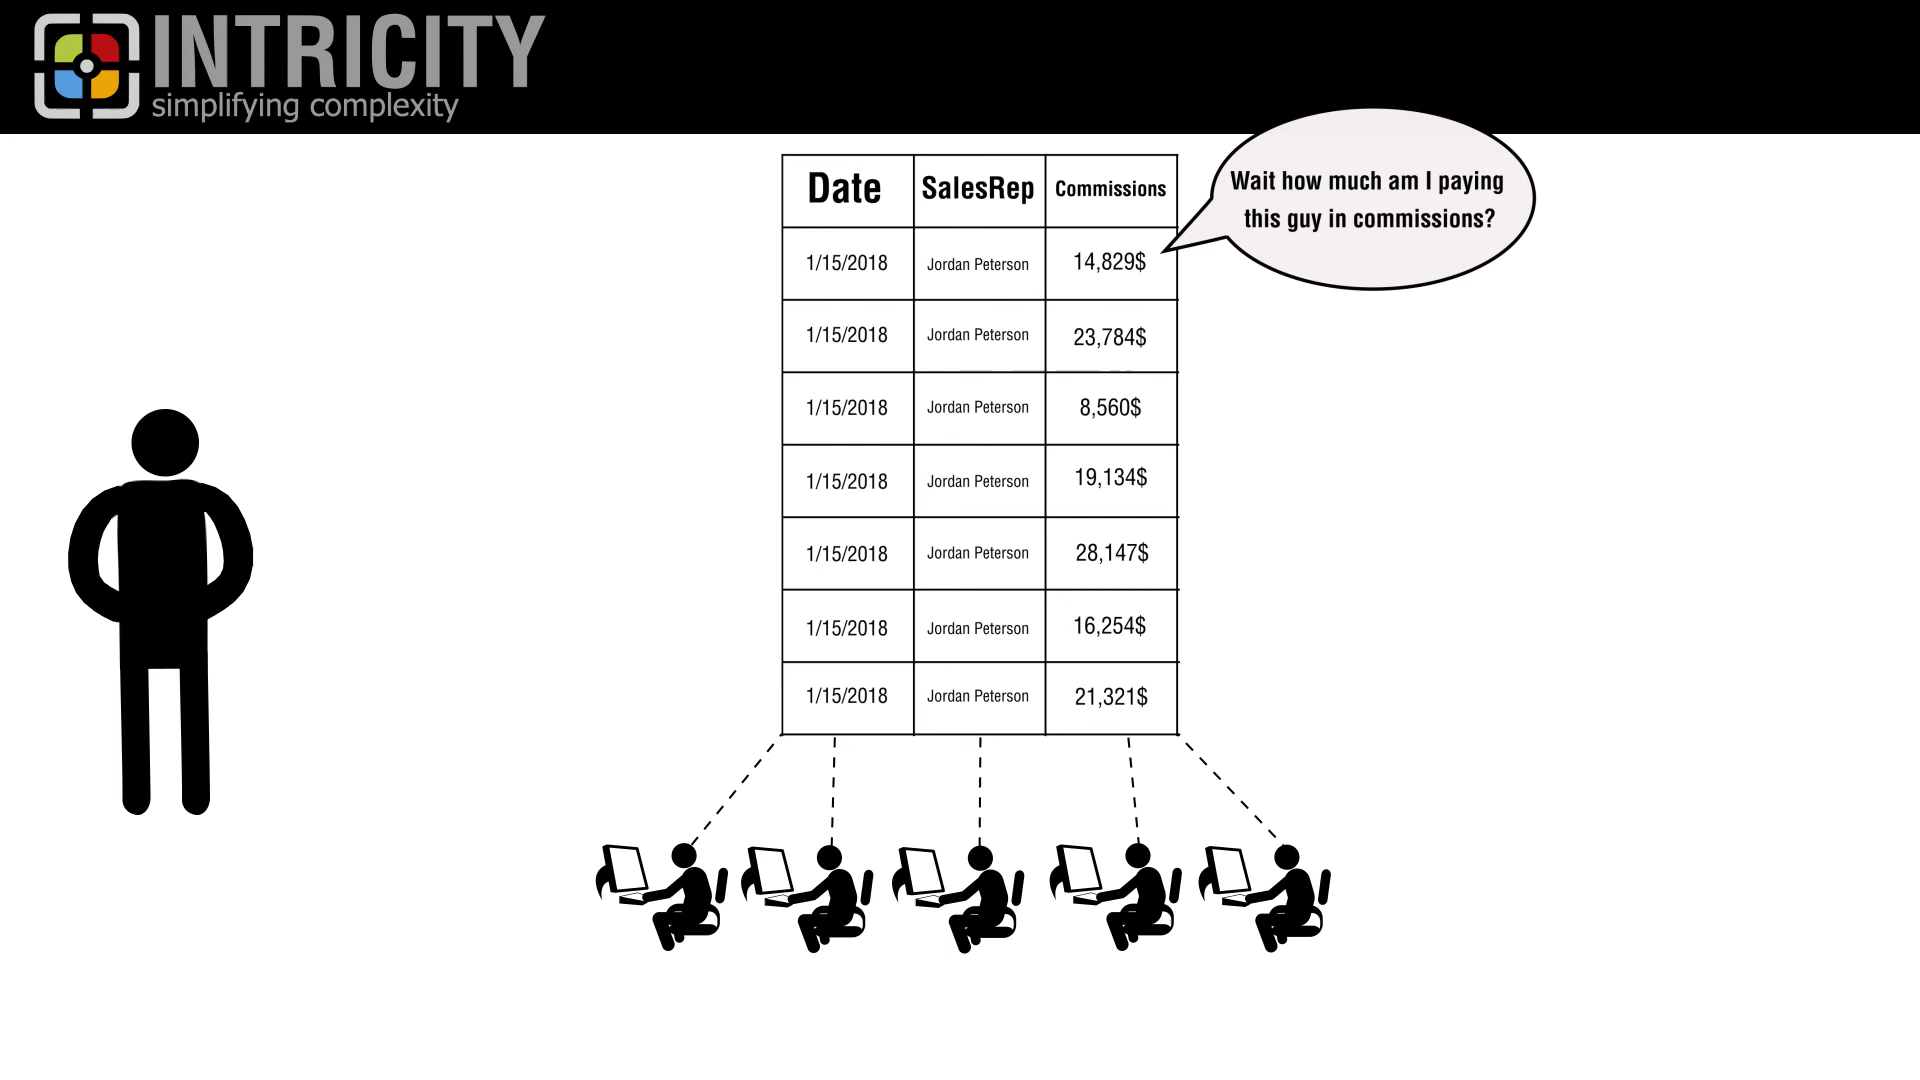 INTRICITY
simplifying complexity
Wait how much am I paying
this guy in commissions?
Date SalesRep Commissions
1/15/2018 Jordan Peterson 14,829$
1/15/2018 Jordan Peterson 23,784$
1/15/2018 Jordan Peterson 8,560$
1/15/2018 Jordan Peterson 19,134$
1/15/2018 Jordan Peterson 28,147$
1/15/2018 Jordan Peterson 16,254$
1/15/2018 Jordan Peterson 21,321$